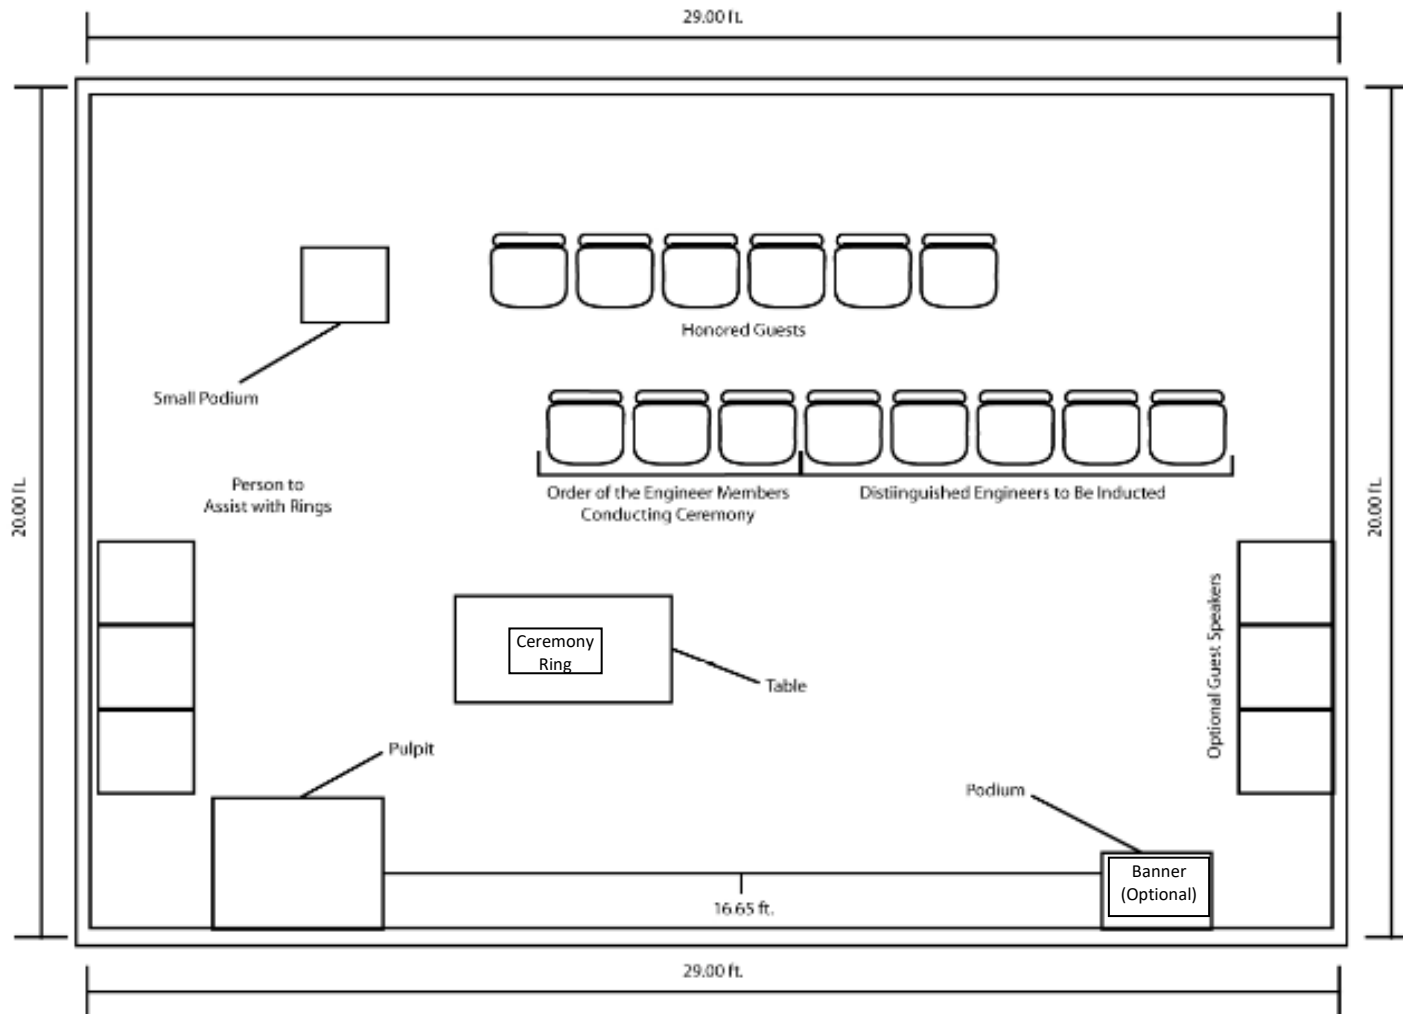 29.00 ft.
20.00 ft.
20.00 ft.
Honored Guests
Small Podium
Person to
Assist with Rings
Order of the Engineer Members
Conducting Ceremony
Distiinguished Engineers to Be Inducted
Optional Guest Speakers
Ceremony
Ring
Table
Pulpit
Podium
Banner
(Optional)
16.65 ft.
29.00 ft.